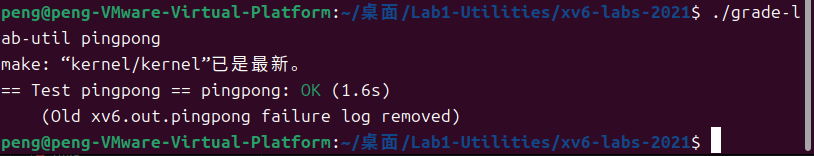 peng@peng-VMware-Virtual-Platform:~/桌面/Lab1-Utilities/xv6-labs-2021$ ./grade-l
ab-util pingpong
make: “kernel/kernel”已是最新。
== Test pingpong == pingpong: OK (1.6s)
    (Old xv6.out.pingpong failure log removed)
peng@peng-VMware-Virtual-Platform:~/桌面/Lab1-Utilities/xv6-labs-2021$